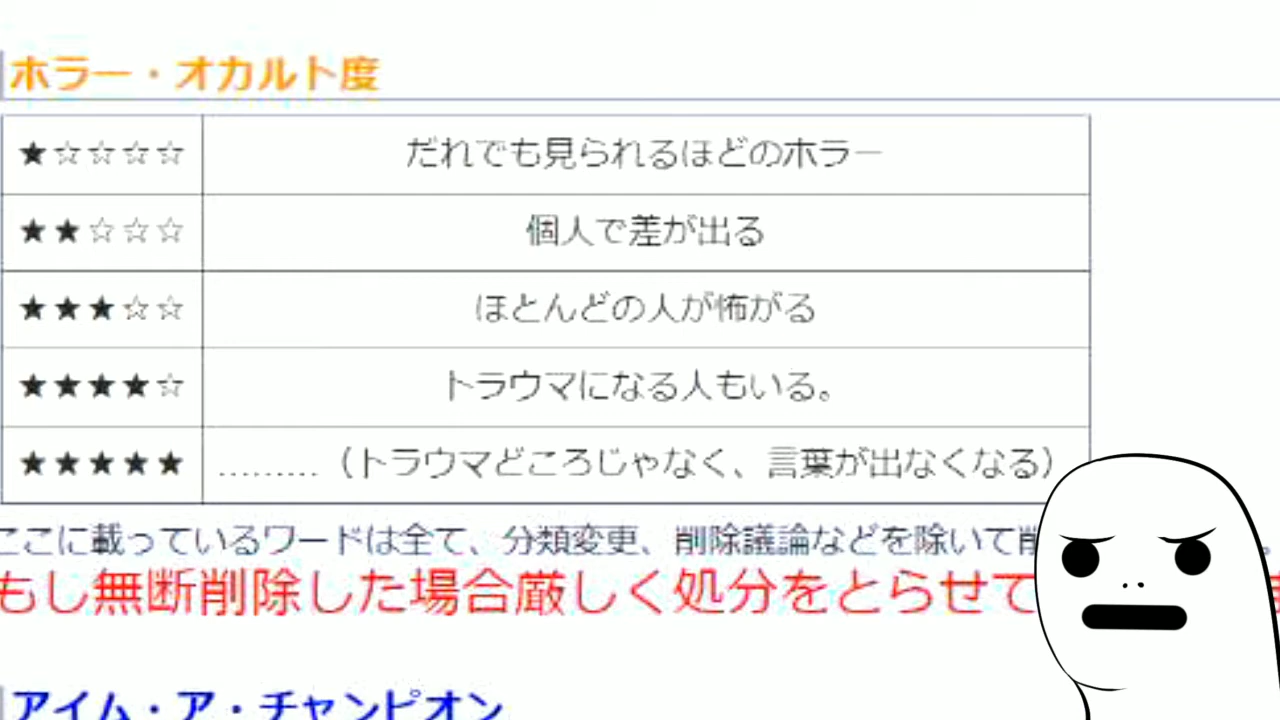 ホラー・オカルト度
★☆☆☆☆ だれでも見られるほどのホラー
★★☆☆☆ 個人で差が出る
★★★☆☆ ほとんどの人が怖がる
★★★★☆ トラウマになる人もいる。
★★★★★ ………（トラウマどころじゃなく、言葉が出なくなる）
ここに載っているワードは全て、分類変更、削除議論などを除いて削
もし無断削除した場合厳しく処分をとらせて
アイム・ア・チャンピオン